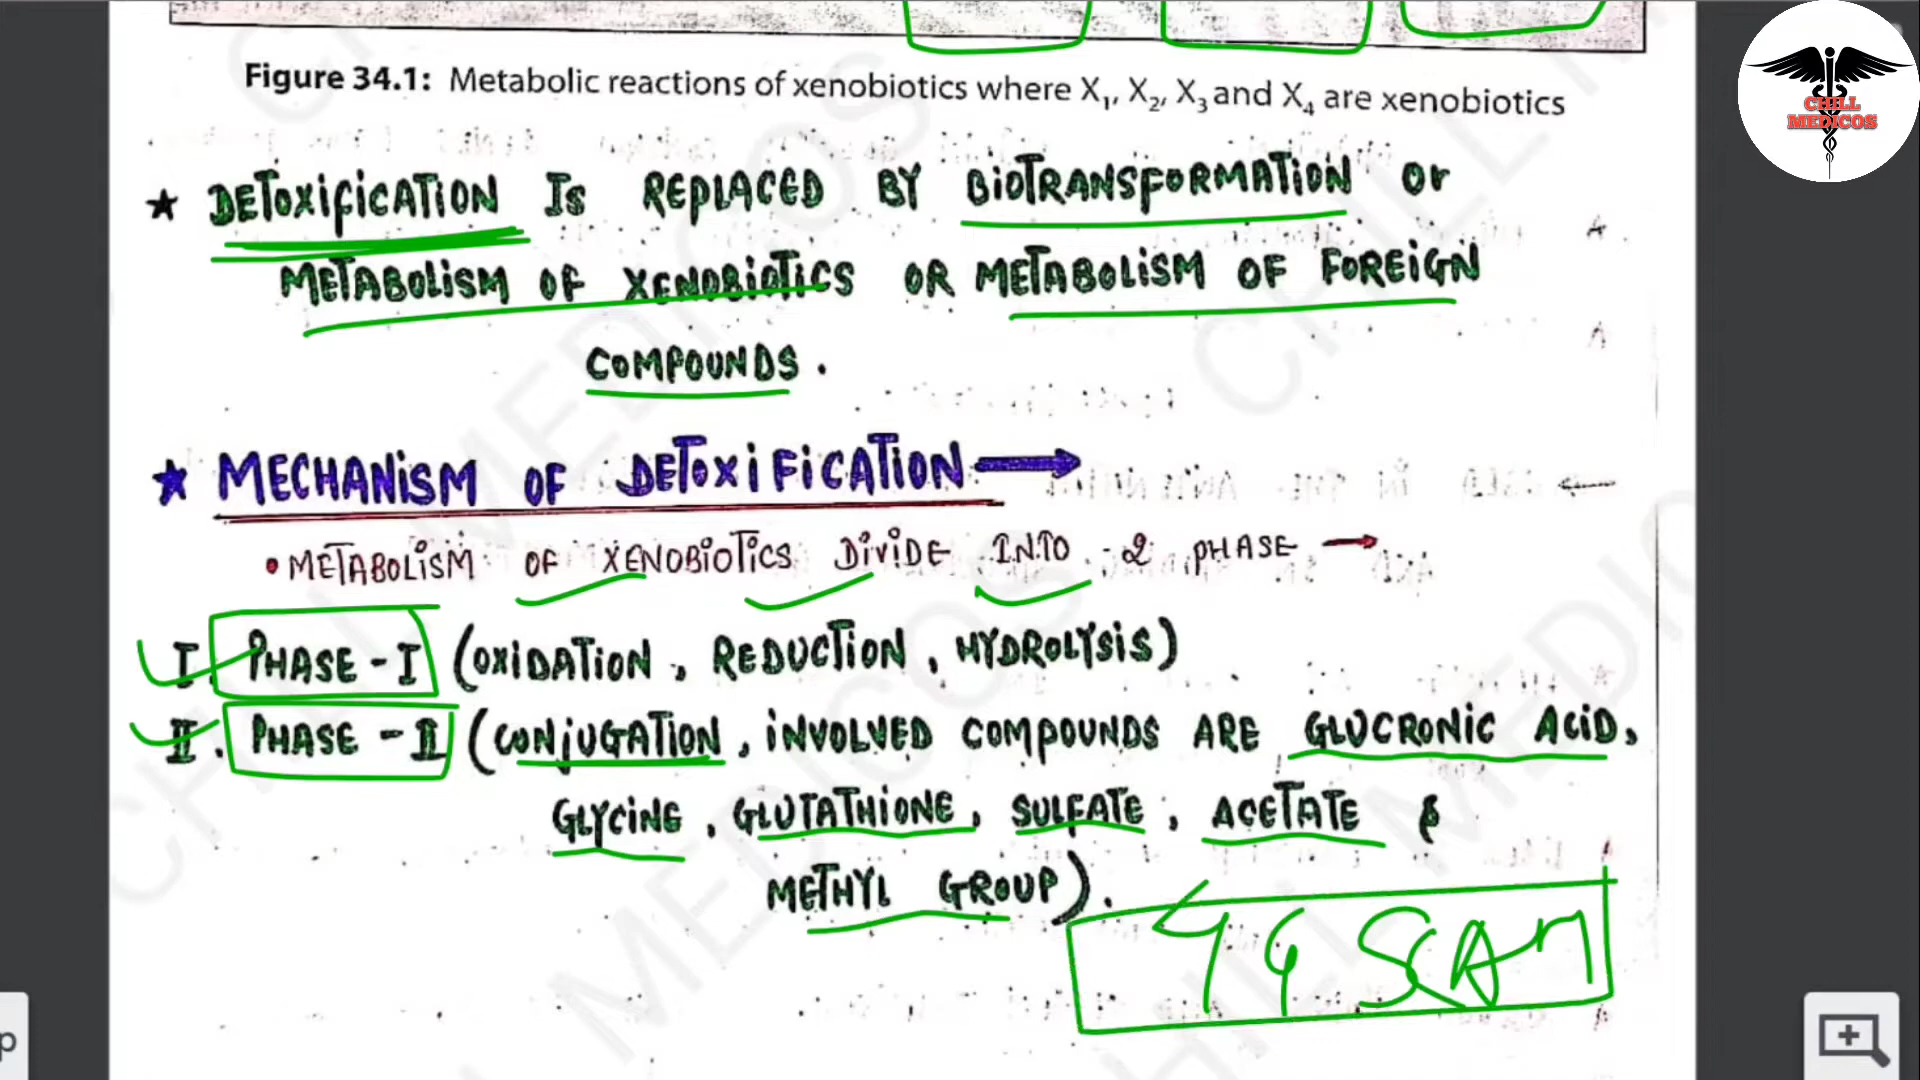 Figure 34.1: Metabolic reactions of xenobiotics where X1, X2, X3 and X4 are xenobiotics
CHILL
MEDICOS
★ DETOXIFICATION IS REPLACED BY BIOTRANSFORMATION OR
METABOLISM OF XENOBIOTICS OR METABOLISM OF FOREIGN
COMPOUNDS.
★ MECHANISM OF DETOXIFICATION →
• METABOLISM OF XENOBIOTICS DIVIDE INTO 2 PHASE →
I. PHASE-I (OXIDATION, REDUCTION, HYDROLYSIS)
II. PHASE-II (CONJUGATION, INVOLVED COMPOUNDS ARE GLUCRONIC ACID,
GLYCINE, GLUTATHIONE, SULFATE, ACETATE &
METHYL GROUP).
SAM
p